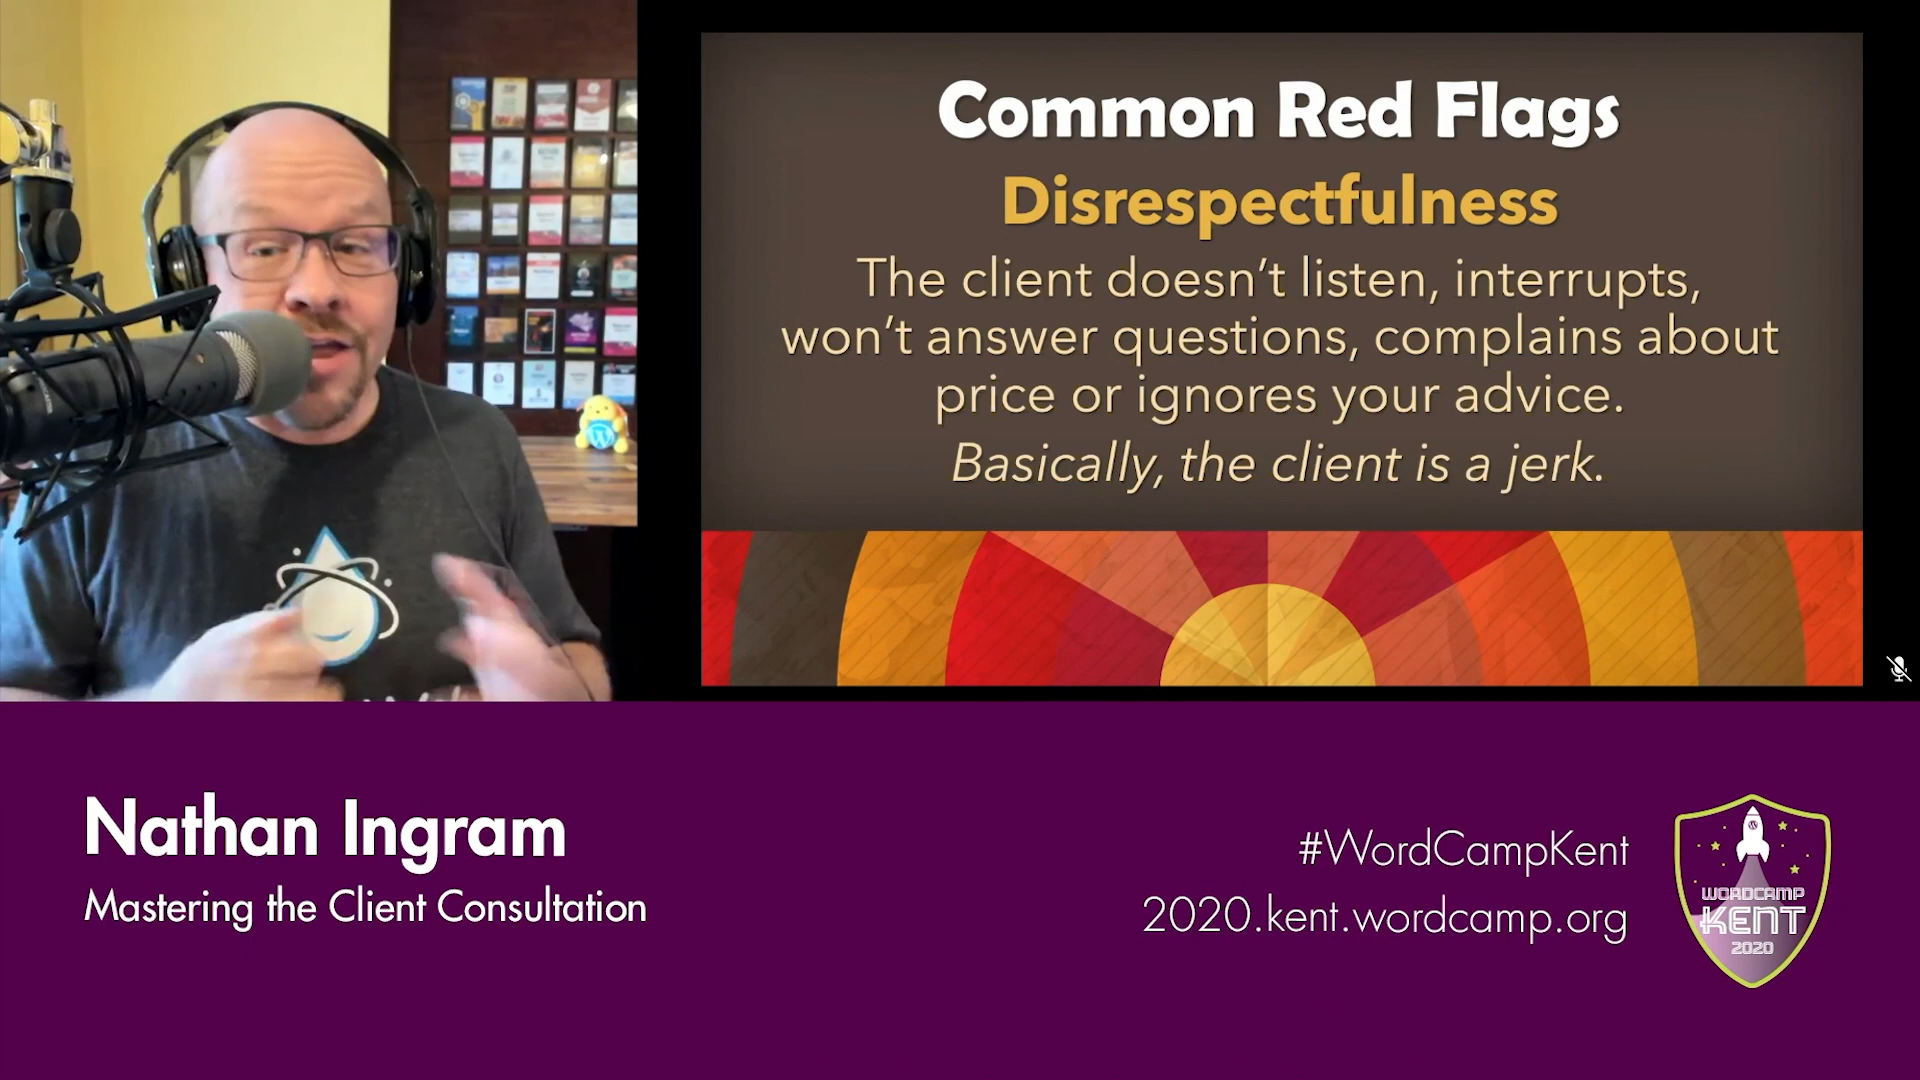 Common Red Flags
Disrespectfulness
The client doesn’t listen, interrupts,
won’t answer questions, complains about
price or ignores your advice.
Basically, the client is a jerk.
Nathan Ingram
Mastering the Client Consultation
#WordCampKent
2020.kent.wordcamp.org
WORDCAMP
KENT
2020